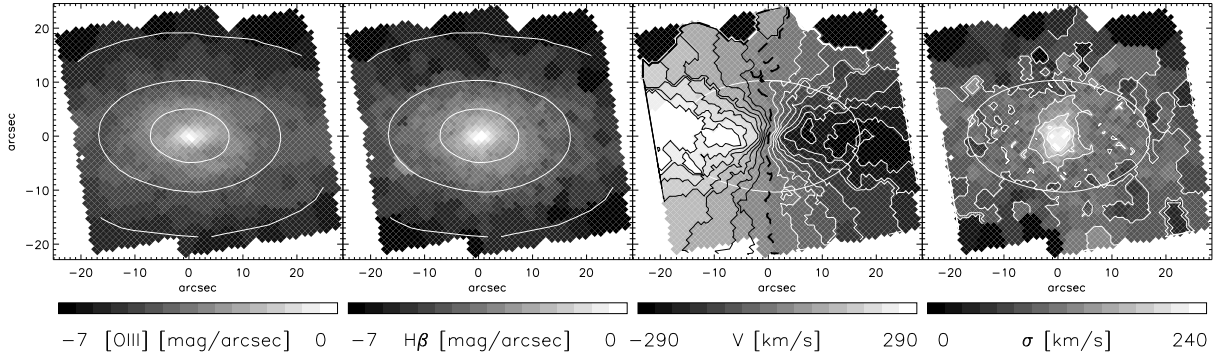 20
10
0
−10
−20
arcsec
−20 −10 0 10 20
−20 −10 0 10 20
−20 −10 0 10 20
−20 −10 0 10 20
arcsec
arcsec
arcsec
arcsec
−7 [OIII] [mag/arcsec] 0
−7 Hβ [mag/arcsec] 0
−290 V [km/s] 290
0 σ [km/s] 240